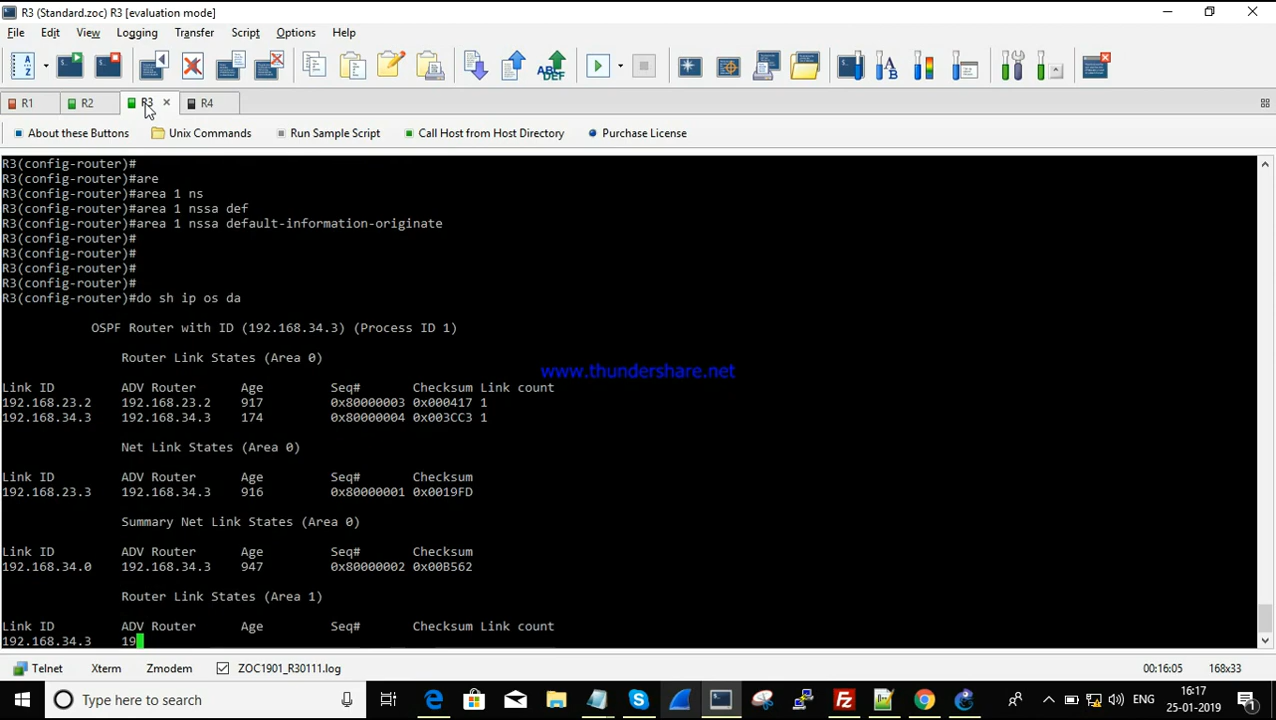 R3 (Standard.zoc) R3 [evaluation mode]
File Edit View Logging Transfer Script Options Help
R1 R2 R3 R4
About these Buttons Unix Commands Run Sample Script Call Host from Host Directory Purchase License
R3(config-router)#
R3(config-router)#are
R3(config-router)#area 1 ns
R3(config-router)#area 1 nssa def
R3(config-router)#area 1 nssa default-information-originate
R3(config-router)#
R3(config-router)#
R3(config-router)#
R3(config-router)#
R3(config-router)#do sh ip os da
OSPF Router with ID (192.168.34.3) (Process ID 1)
Router Link States (Area 0)
www.thundershare.net
Link ID ADV Router Age Seq# Checksum Link count
192.168.23.2 192.168.23.2 917 0x80000003 0x000417 1
192.168.34.3 192.168.34.3 174 0x80000004 0x003CC3 1
Net Link States (Area 0)
Link ID ADV Router Age Seq# Checksum
192.168.23.3 192.168.34.3 916 0x80000001 0x0019FD
Summary Net Link States (Area 0)
Link ID ADV Router Age Seq# Checksum
192.168.34.0 192.168.34.3 947 0x80000002 0x00B562
Router Link States (Area 1)
Link ID ADV Router Age Seq# Checksum Link count
192.168.34.3 19
Telnet Xterm Zmodem ZOC1901_R30111.log 00:16:05 168x33
Type here to search ENG 16:17
25-01-2019